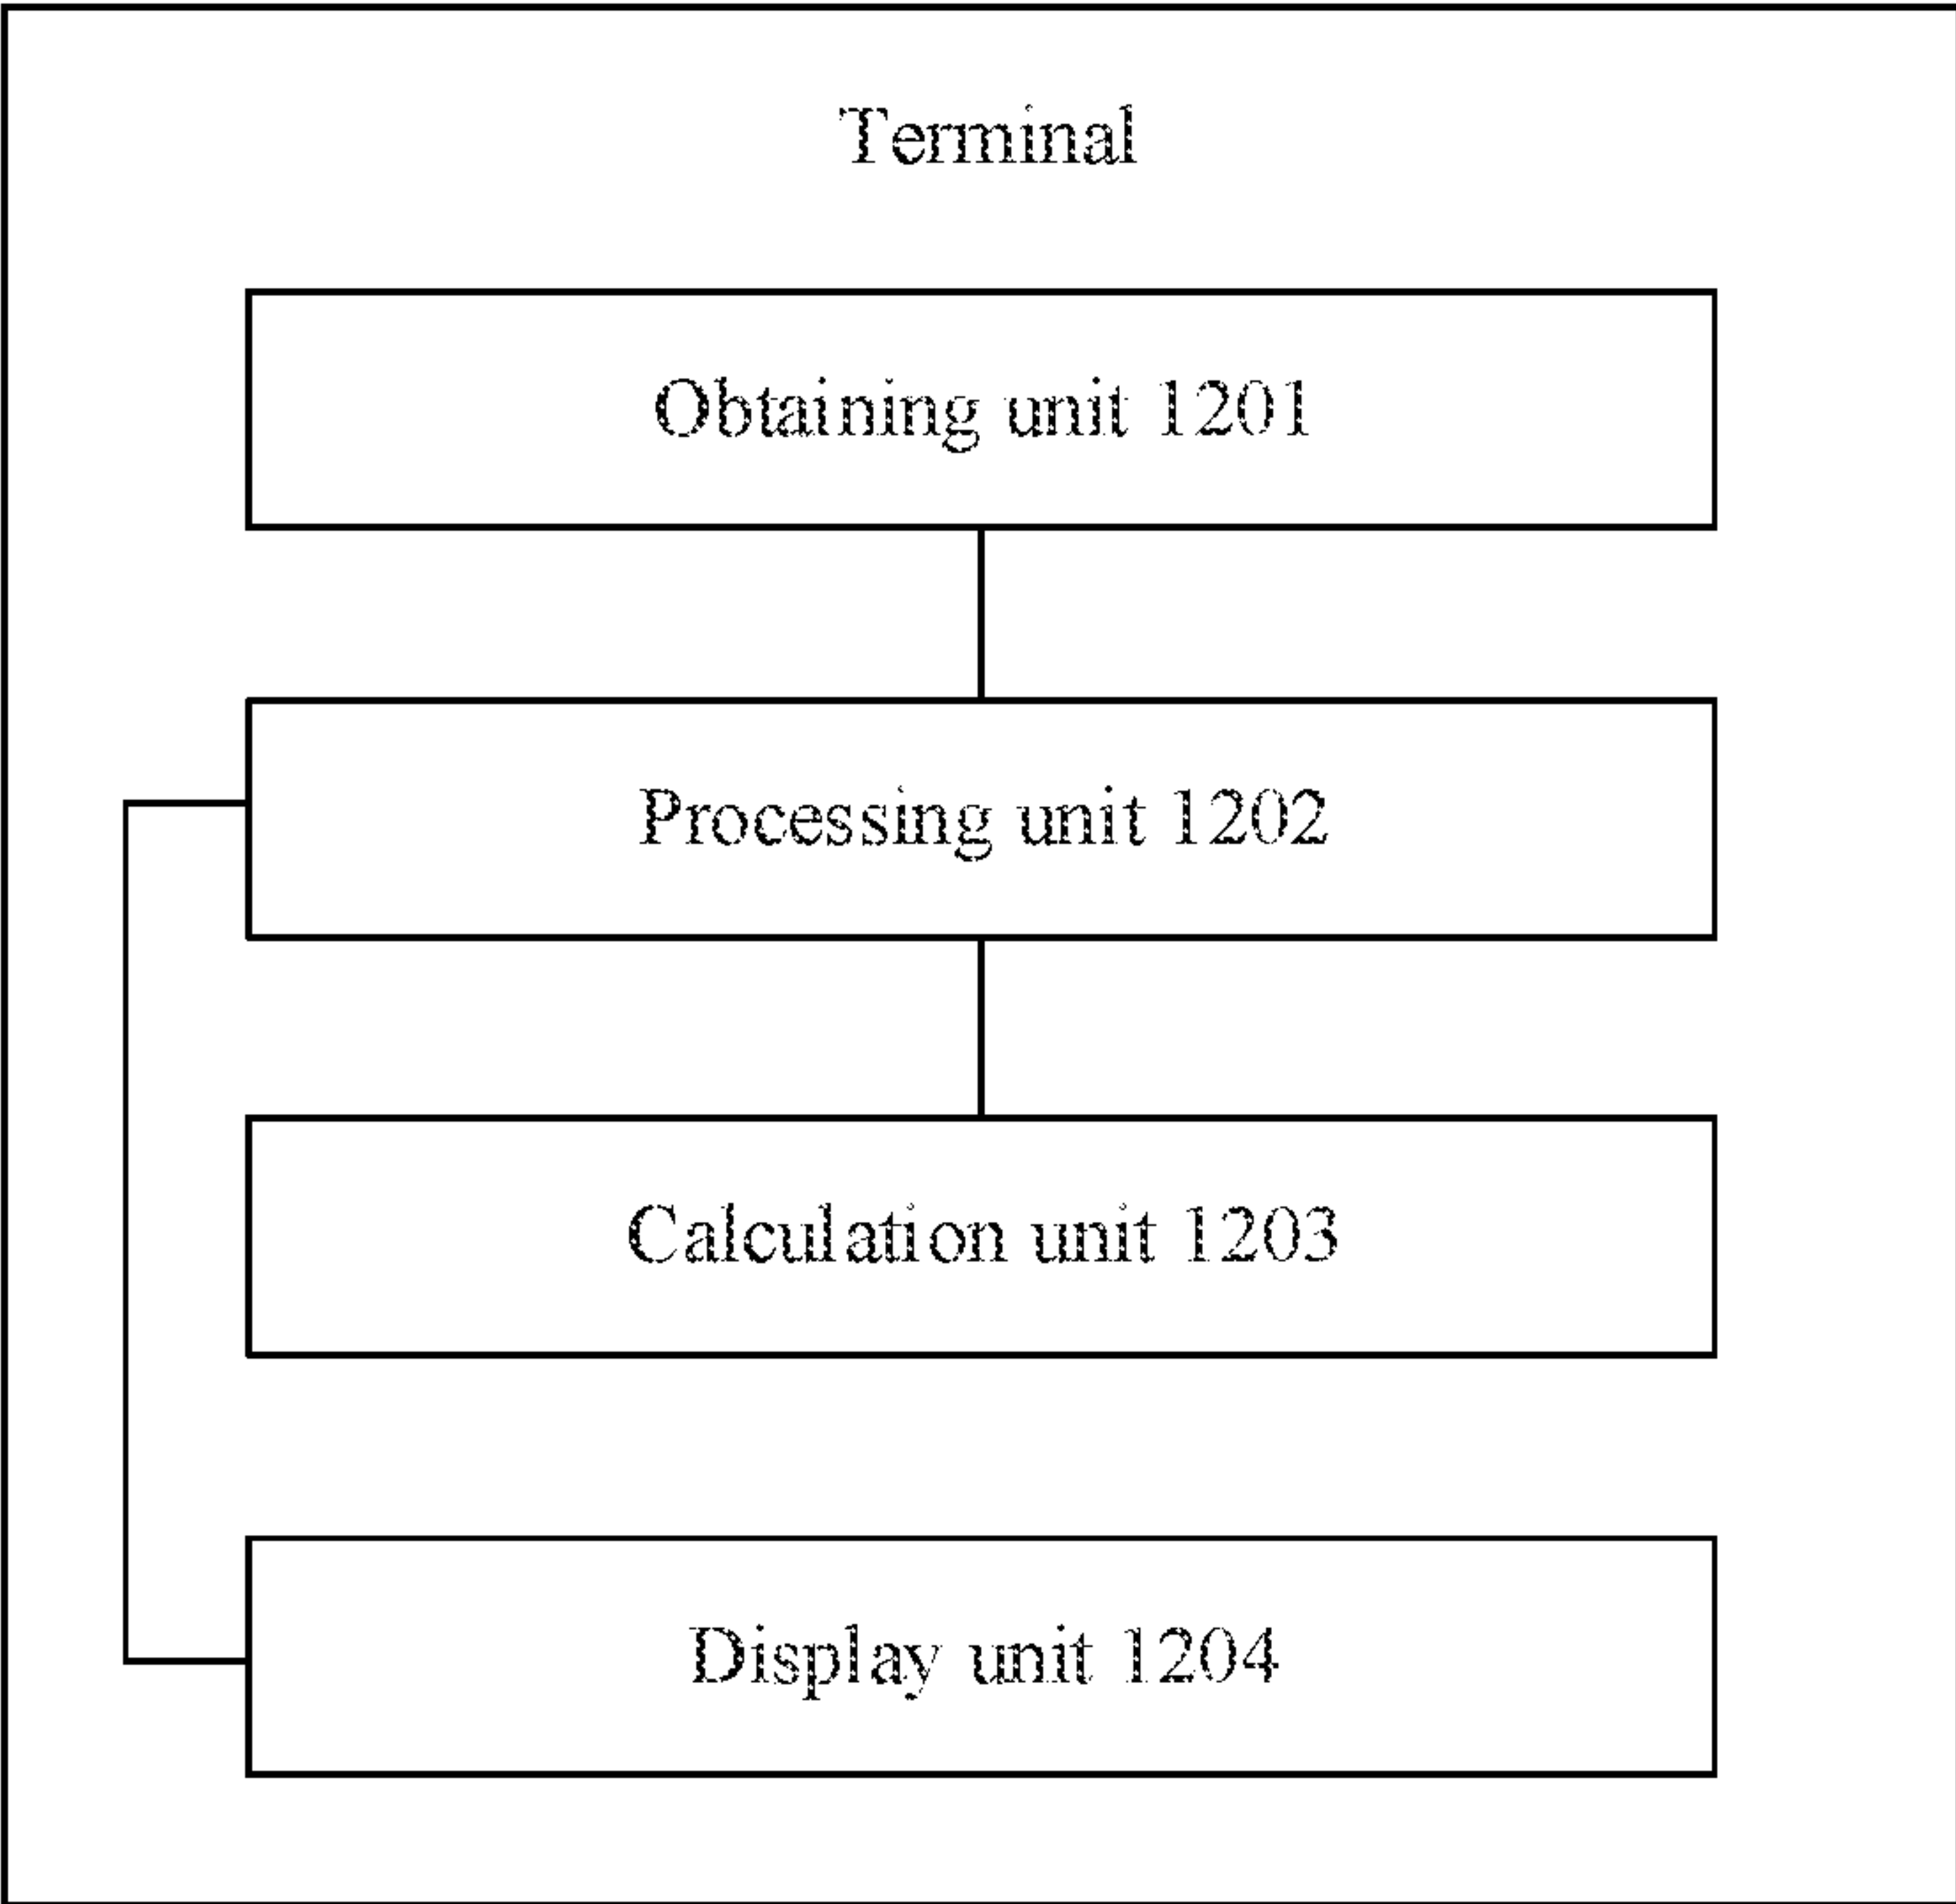 Terminal
Obtaining unit 1201
Processing unit 1202
Calculation unit 1203
Display unit 1204